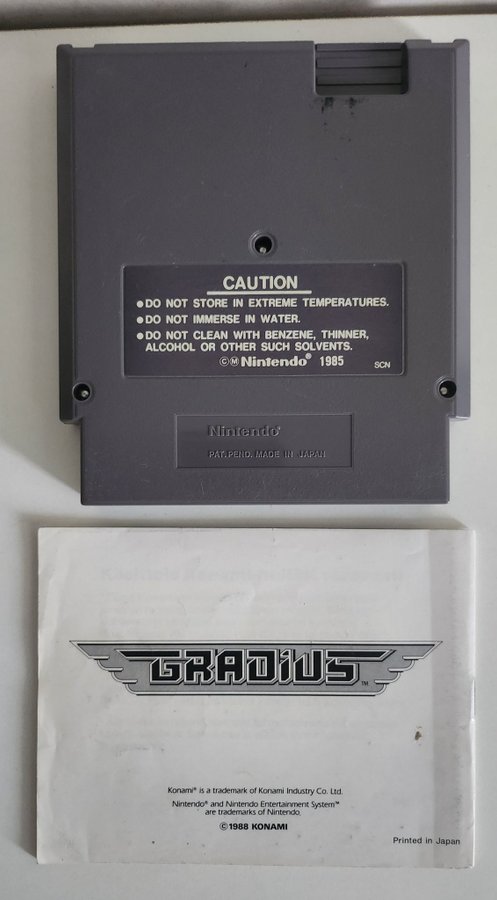 CAUTION
●DO NOT STORE IN EXTREME TEMPERATURES.
●DO NOT IMMERSE IN WATER.
●DO NOT CLEAN WITH BENZENE, THINNER,
ALCOHOL OR OTHER SUCH SOLVENTS.
©Ⓜ Nintendo® 1985
SCN
Nintendo®
PAT. PEND. MADE IN JAPAN
GRADIUS™
Konami® is a trademark of Konami Industry Co. Ltd.
Nintendo® and Nintendo Entertainment System™
are trademarks of Nintendo.
©1988 KONAMI
Printed in Japan